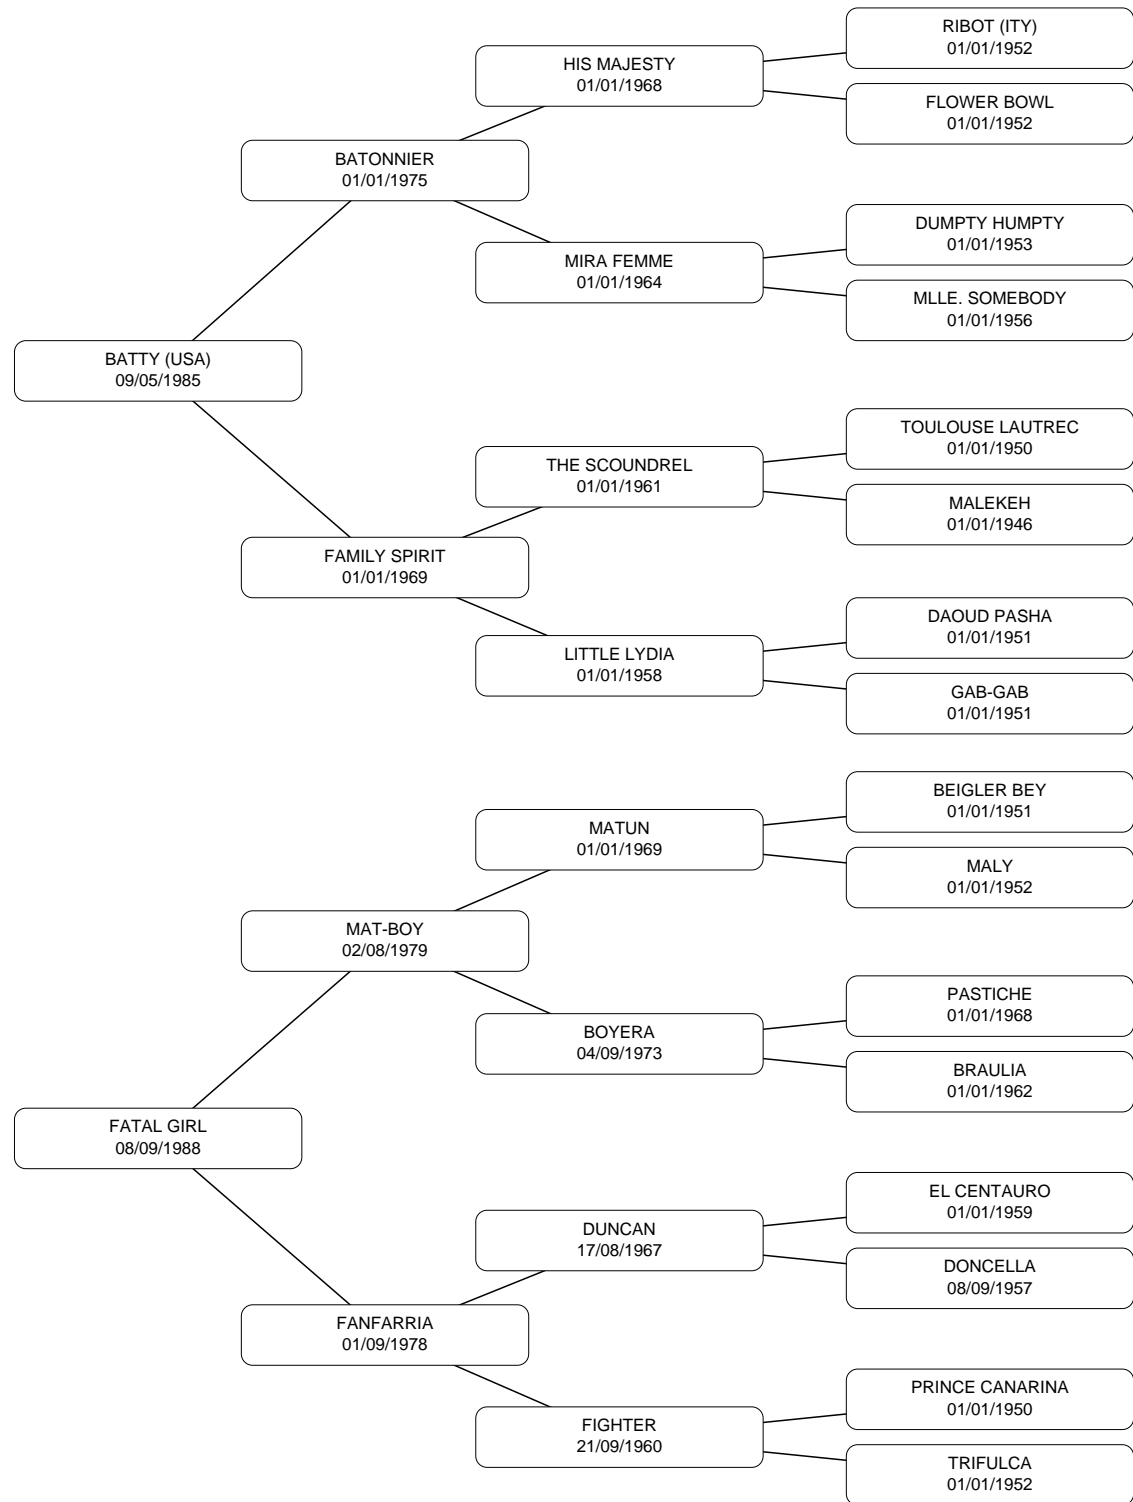 RIBOT (ITY)
01/01/1952
HIS MAJESTY
01/01/1968
FLOWER BOWL
01/01/1952
BATONNIER
01/01/1975
DUMPTY HUMPTY
01/01/1953
MIRA FEMME
01/01/1964
MLLE. SOMEBODY
01/01/1956
BATTY (USA)
09/05/1985
TOULOUSE LAUTREC
01/01/1950
THE SCOUNDREL
01/01/1961
MALEKEH
01/01/1946
FAMILY SPIRIT
01/01/1969
DAOUD PASHA
01/01/1951
LITTLE LYDIA
01/01/1958
GAB-GAB
01/01/1951
BEIGLER BEY
01/01/1951
MATUN
01/01/1969
MALY
01/01/1952
MAT-BOY
02/08/1979
PASTICHE
01/01/1968
BOYERA
04/09/1973
BRAULIA
01/01/1962
FATAL GIRL
08/09/1988
EL CENTAURO
01/01/1959
DUNCAN
17/08/1967
DONCELLA
08/09/1957
FANFARRIA
01/09/1978
PRINCE CANARINA
01/01/1950
FIGHTER
21/09/1960
TRIFULCA
01/01/1952